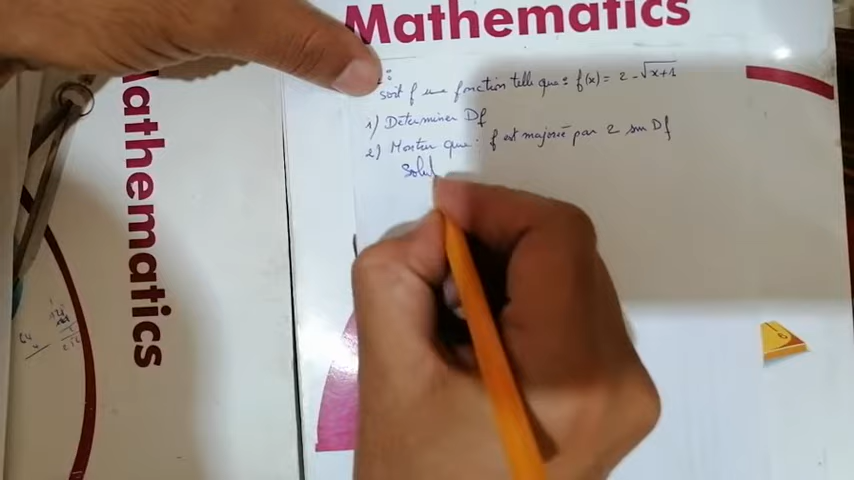 Mathematics
Soit f une fonction telle que : f(x) = 2 - √x+1
1) Determiner Df
2) Montrer que : f est majorée par 2 sur Df
Solut
Mathematics